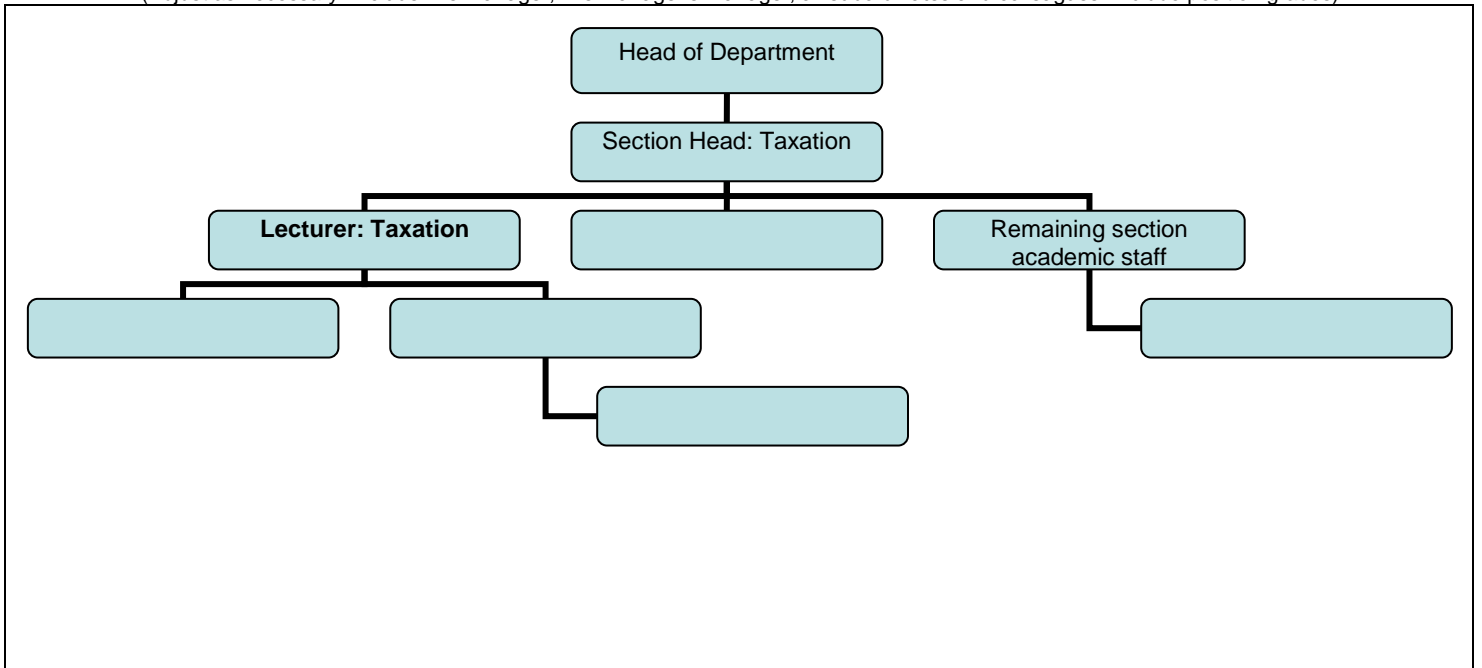 Head of Department
Section Head: Taxation
Lecturer: Taxation
Remaining section
academic staff